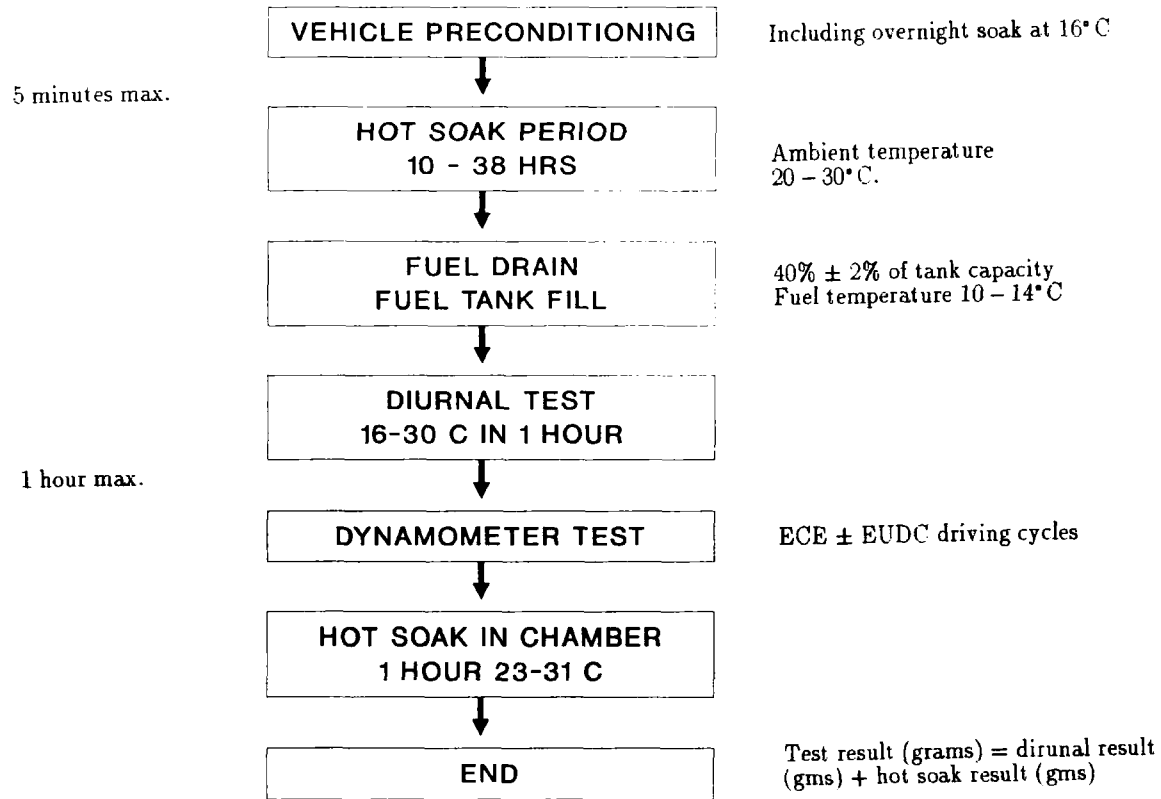 VEHICLE PRECONDITIONING
Including overnight soak at 16° C
5 minutes max.
HOT SOAK PERIOD
10 - 38 HRS
Ambient temperature
20 – 30° C.
FUEL DRAIN
FUEL TANK FILL
40% ± 2% of tank capacity
Fuel temperature 10 – 14° C
DIURNAL TEST
16-30 C IN 1 HOUR
1 hour max.
DYNAMOMETER TEST
ECE ± EUDC driving cycles
HOT SOAK IN CHAMBER
1 HOUR 23-31 C
END
Test result (grams) = dirunal result
(gms) + hot soak result (gms)